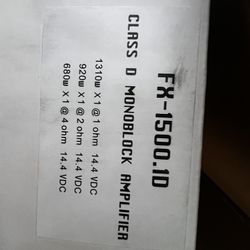 FX-1500.1D
CLASS D MONOBLOCK AMPLIFIER
1310w X 1 @ 1 ohm 14.4 VDC
920w X 1 @ 2 ohm 14.4 VDC
680w X 1 @ 4 ohm 14.4 VDC